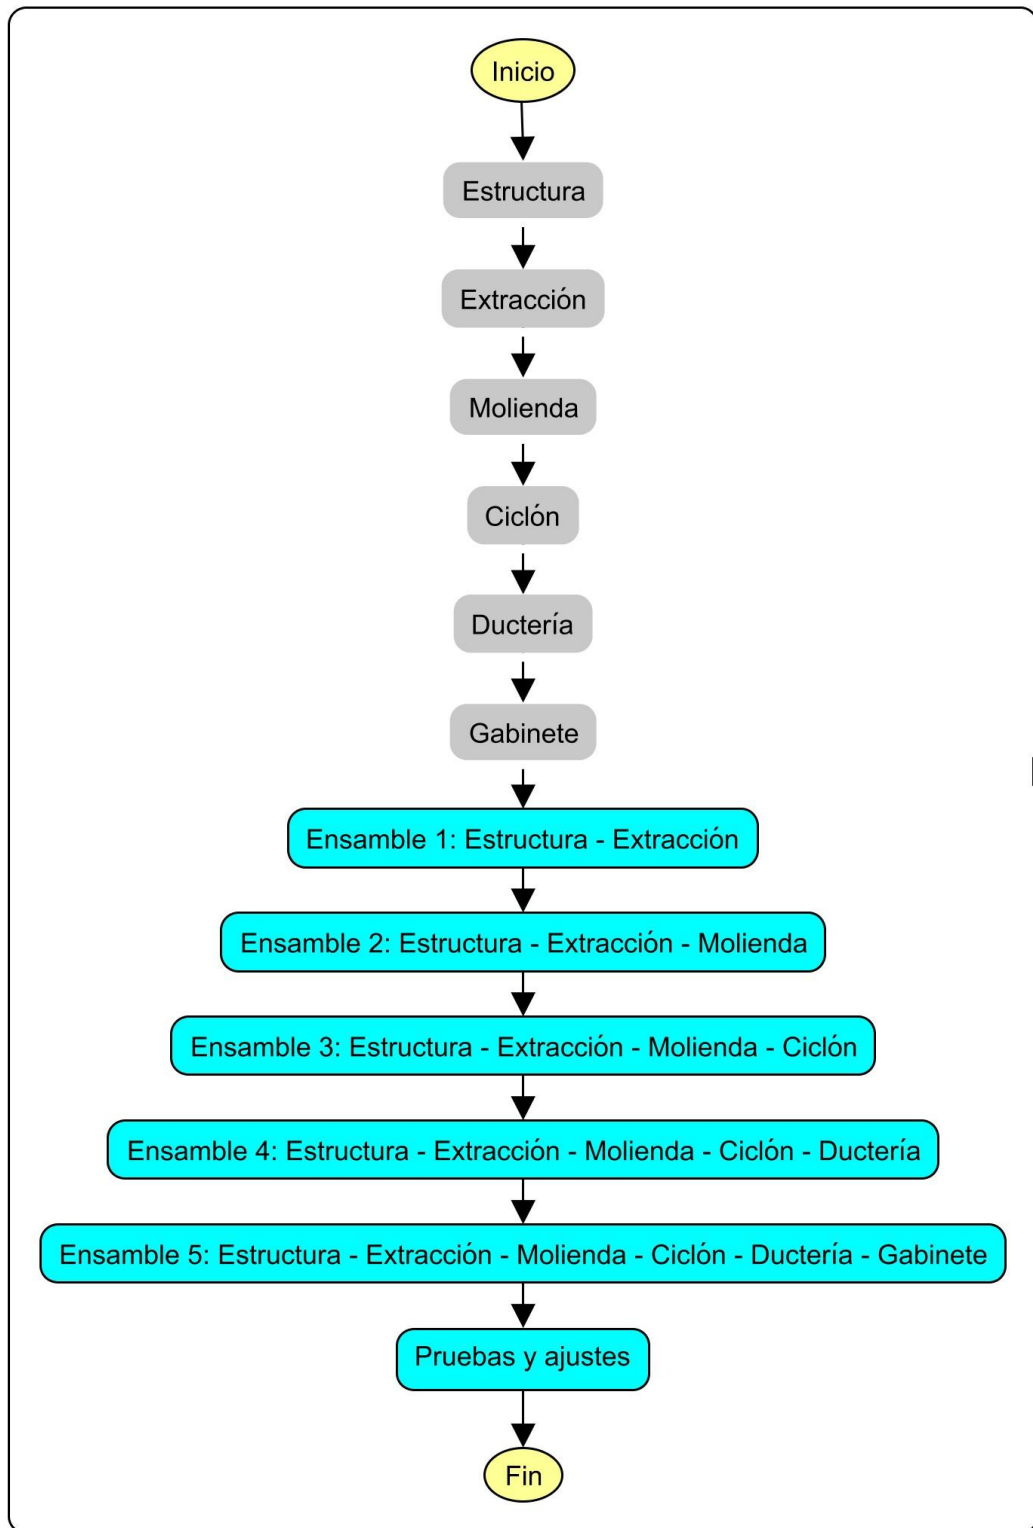 Inicio
Estructura
Extracción
Molienda
Ciclón
Ductería
Gabinete
Ensamble 1: Estructura - Extracción
Ensamble 2: Estructura - Extracción - Molienda
Ensamble 3: Estructura - Extracción - Molienda - Ciclón
Ensamble 4: Estructura - Extracción - Molienda - Ciclón - Ductería
Ensamble 5: Estructura - Extracción - Molienda - Ciclón - Ductería - Gabinete
Pruebas y ajustes
Fin